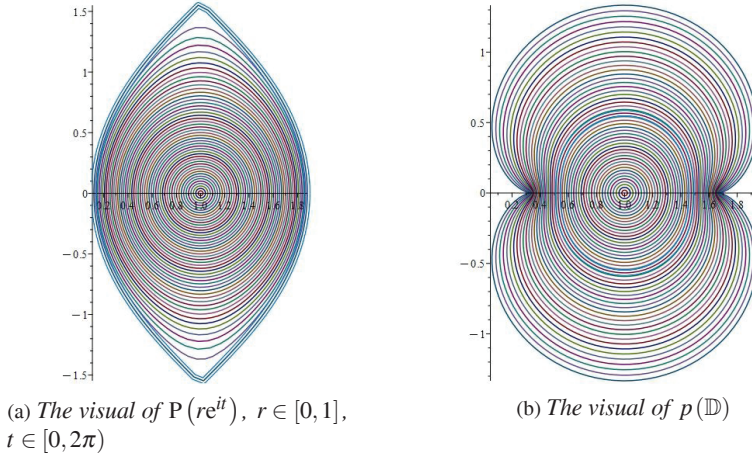 1.5
1
0.5
0
−0.5
−1
−1.5
0.2 0.4 0.6 0.8 1.0 1.2 1.4 1.6 1.8
1
0.5
0
−0.5
−1
0.4 0.6 0.8 1.0 1.2 1.4 1.6 1.8
(a) The visual of P(re^{it}), r ∈ [0,1],
t ∈ [0,2π)
(b) The visual of p(𝔻)